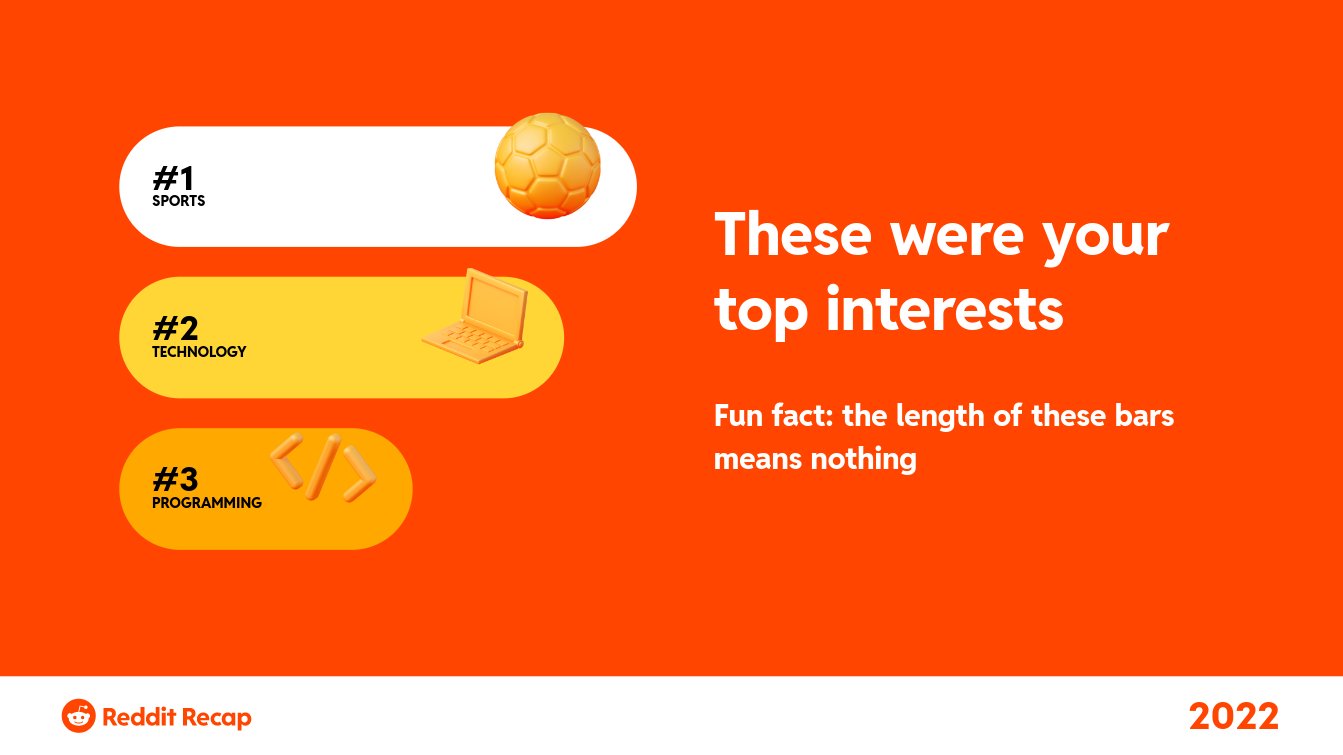 #1
SPORTS
#2
TECHNOLOGY
#3
PROGRAMMING
These were your
top interests
Fun fact: the length of these bars
means nothing
Reddit Recap
2022